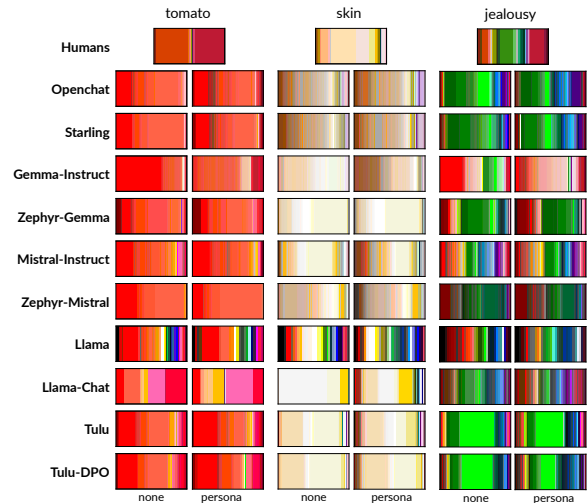 tomato skin jealousy
Humans
Openchat
Starling
Gemma-Instruct
Zephyr-Gemma
Mistral-Instruct
Zephyr-Mistral
Llama
Llama-Chat
Tulu
Tulu-DPO
none persona none persona none persona